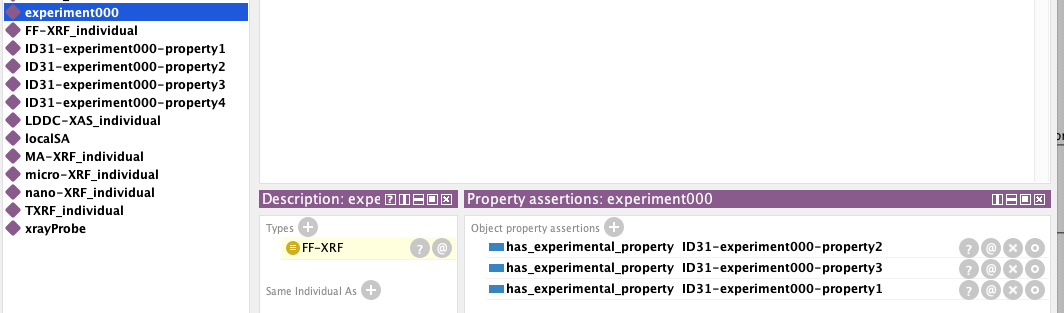 experiment000
FF-XRF_individual
ID31-experiment000-property1
ID31-experiment000-property2
ID31-experiment000-property3
ID31-experiment000-property4
LDDC-XAS_individual
localSA
MA-XRF_individual
micro-XRF_individual
nano-XRF_individual
TXRF_individual
xrayProbe
Description: expe
Types
FF-XRF
Same Individual As
Property assertions: experiment000
Object property assertions
has_experimental_property ID31-experiment000-property2
has_experimental_property ID31-experiment000-property3
has_experimental_property ID31-experiment000-property1